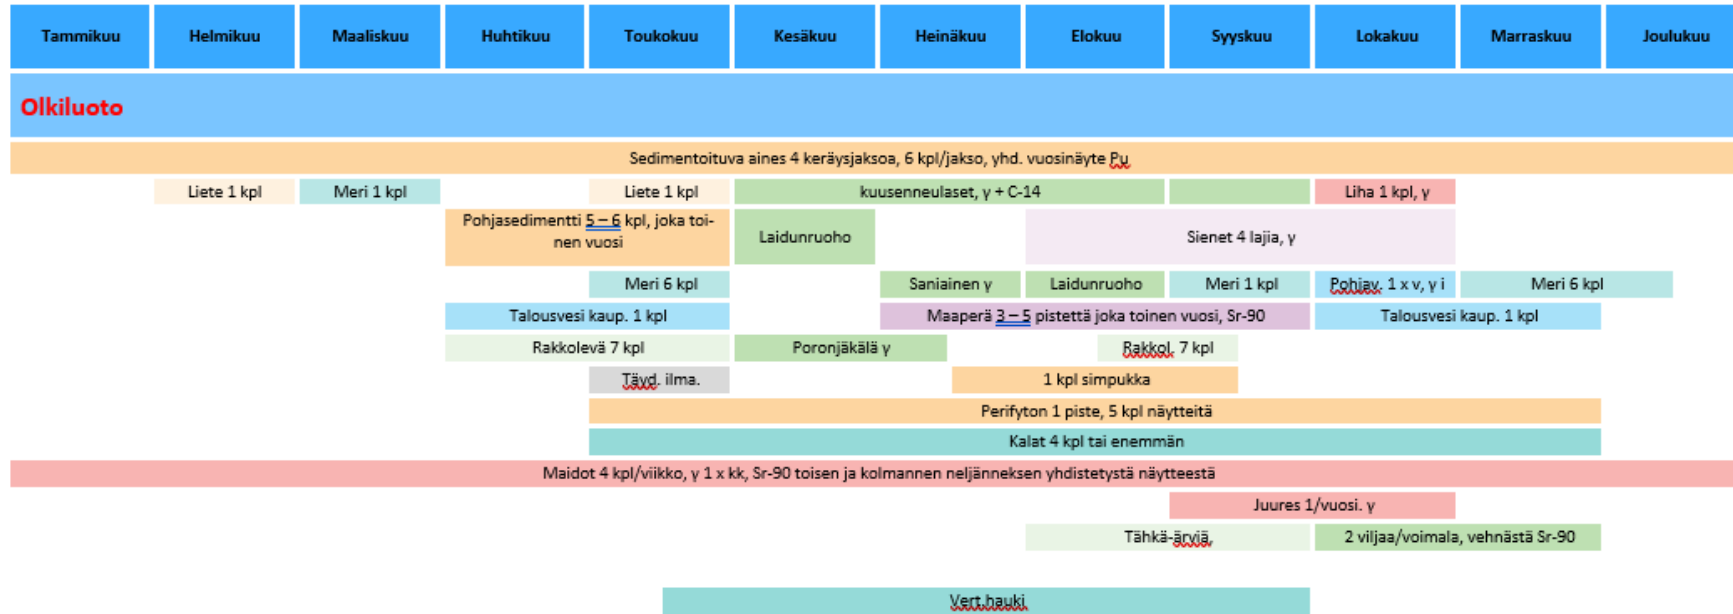 Tammikuu Helmikuu Maaliskuu Huhtikuu Toukokuu Kesäkuu Heinäkuu Elokuu Syyskuu Lokakuu Marraskuu Joulukuu
Olkiluoto
Sedimentoituva aines 4 keräysjaksoa, 6 kpl/jakso, yhd. vuosinäyte Pu
Liete 1 kpl Meri 1 kpl Liete 1 kpl kuusenneulaset, γ + C-14 Liha 1 kpl, γ
Pohjasedimentti 5 – 6 kpl, joka toi-
nen vuosi
Laidunruoho Sienet 4 lajia, γ
Meri 6 kpl Saniainen γ Laidunruoho Meri 1 kpl Pohjav. 1 x v, γ i Meri 6 kpl
Talousvesi kaup. 1 kpl Maaperä 3 – 5 pistettä joka toinen vuosi, Sr-90 Talousvesi kaup. 1 kpl
Rakkolevä 7 kpl Poronjäkälä γ Rakkol. 7 kpl
Täyd. ilma. 1 kpl simpukka
Perifyton 1 piste, 5 kpl näytteitä
Kalat 4 kpl tai enemmän
Maidot 4 kpl/viikko, γ 1 x kk, Sr-90 toisen ja kolmannen neljänneksen yhdistetystä näytteestä
Juures 1/vuosi. γ
Tähkä-ärviä, 2 viljaa/voimala, vehnästä Sr-90
Vert.hauki